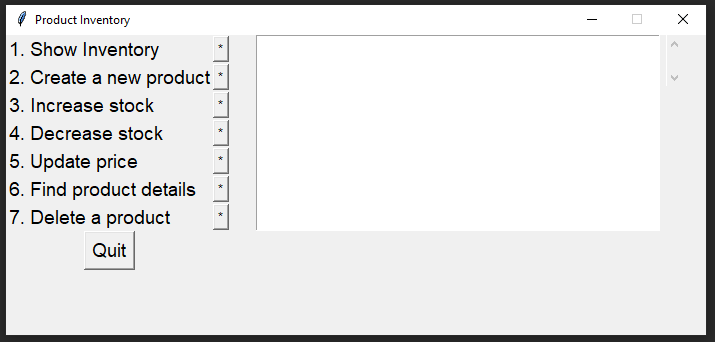 Product Inventory
1. Show Inventory *
2. Create a new product *
3. Increase stock *
4. Decrease stock *
5. Update price *
6. Find product details *
7. Delete a product *
Quit